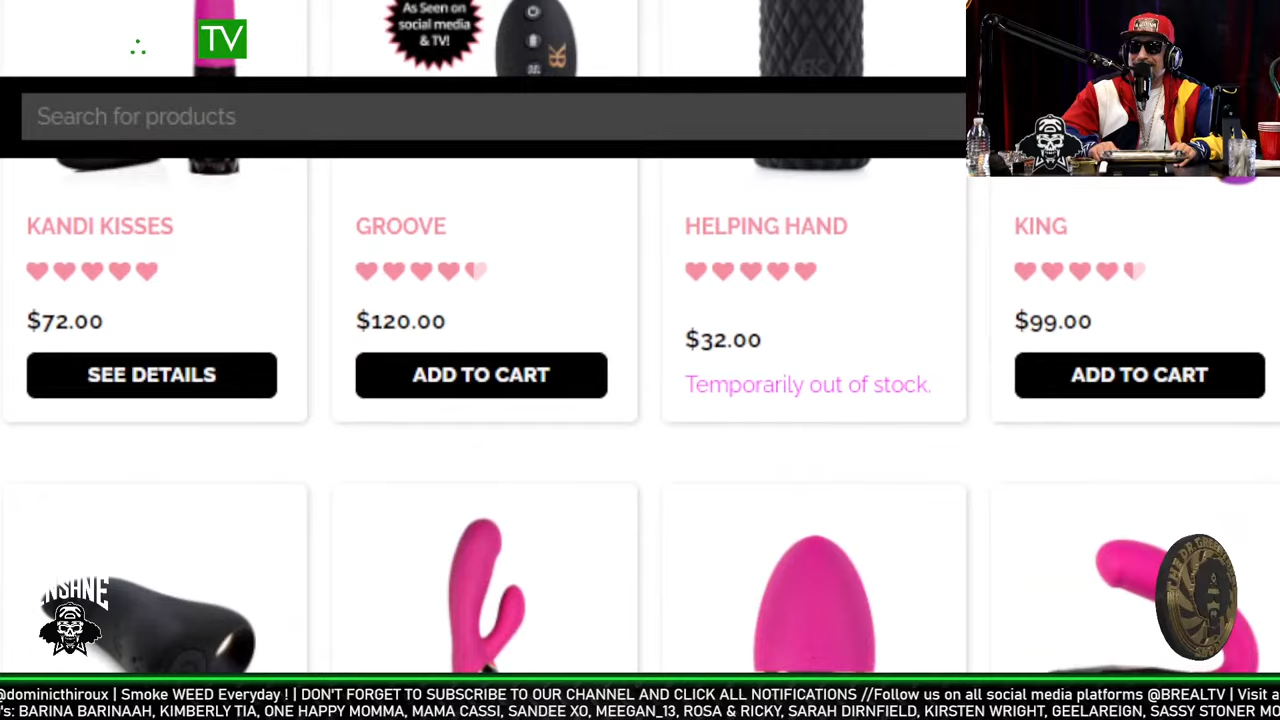 As Seen on
social media
& TV!
TV
BK
Search for products
KANDI KISSES
GROOVE
HELPING HAND
KING
$72.00
$120.00
$32.00
$99.00
SEE DETAILS
ADD TO CART
Temporarily out of stock.
ADD TO CART
@dominicthiroux | Smoke WEED Everyday ! | DON'T FORGET TO SUBSCRIBE TO OUR CHANNEL AND CLICK ALL NOTIFICATIONS //Follow us on all social media platforms @BREALTV | Visit a
's: BARINA BARINAAH, KIMBERLY TIA, ONE HAPPY MOMMA, MAMA CASSI, SANDEE XO, MEEGAN_13, ROSA & RICKY, SARAH DIRNFIELD, KIRSTEN WRIGHT, GEELAREIGN, SASSY STONER MO